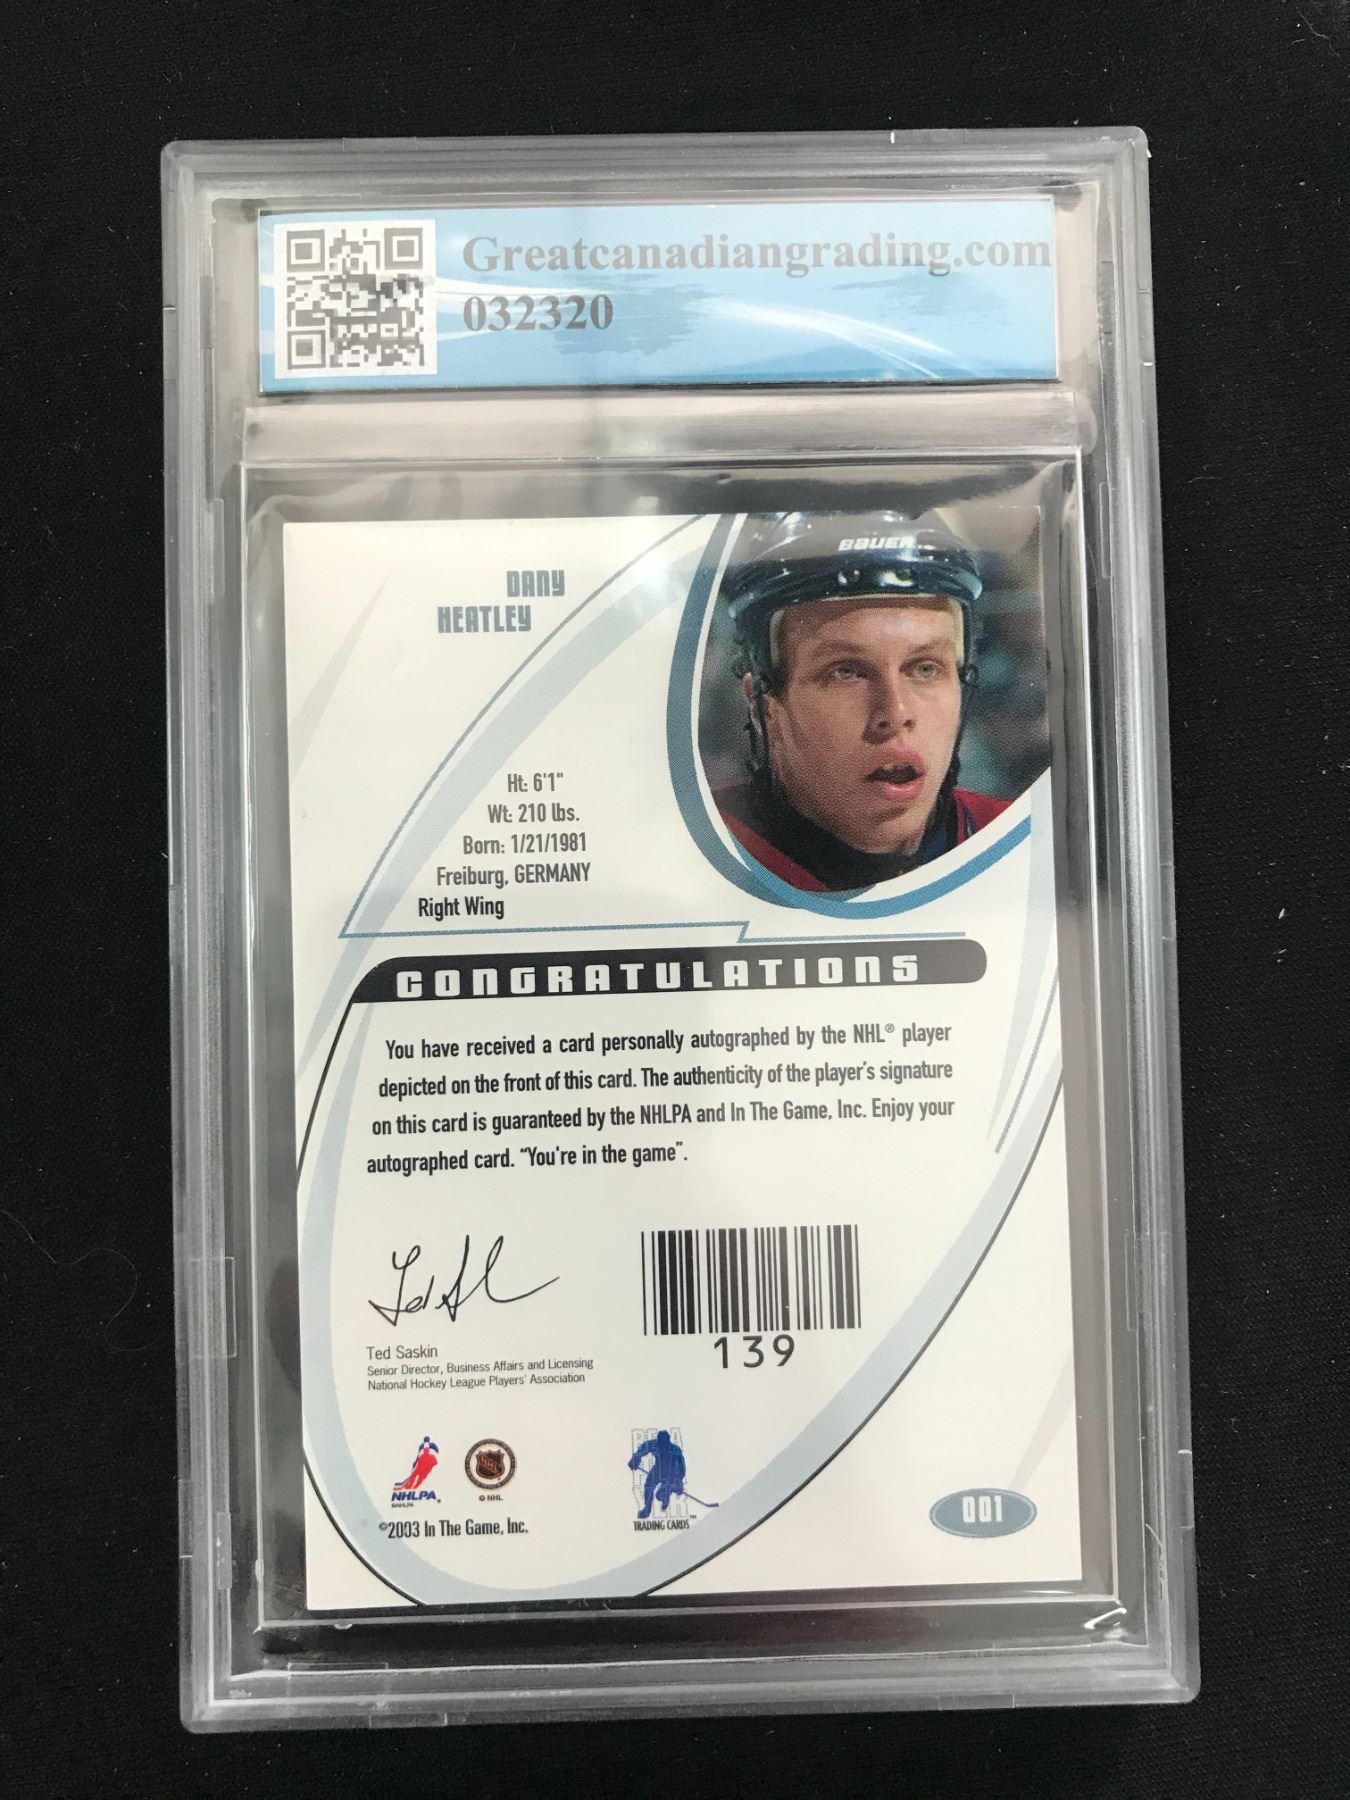 Greatcanadiangrading.com
032320
BAUER
DANY
HEATLEY
Ht: 6'1"
Wt: 210 lbs.
Born: 1/21/1981
Freiburg, GERMANY
Right Wing
CONGRATULATIONS
You have received a card personally autographed by the NHL® player
depicted on the front of this card. The authenticity of the player's signature
on this card is guaranteed by the NHLPA and In The Game, Inc. Enjoy your
autographed card. “You're in the game”.
139
Ted Saskin
Senior Director, Business Affairs and Licensing
National Hockey League Players' Association
NHLPA
© NHL
TRADING CARDS
©2003 In The Game, Inc.
001